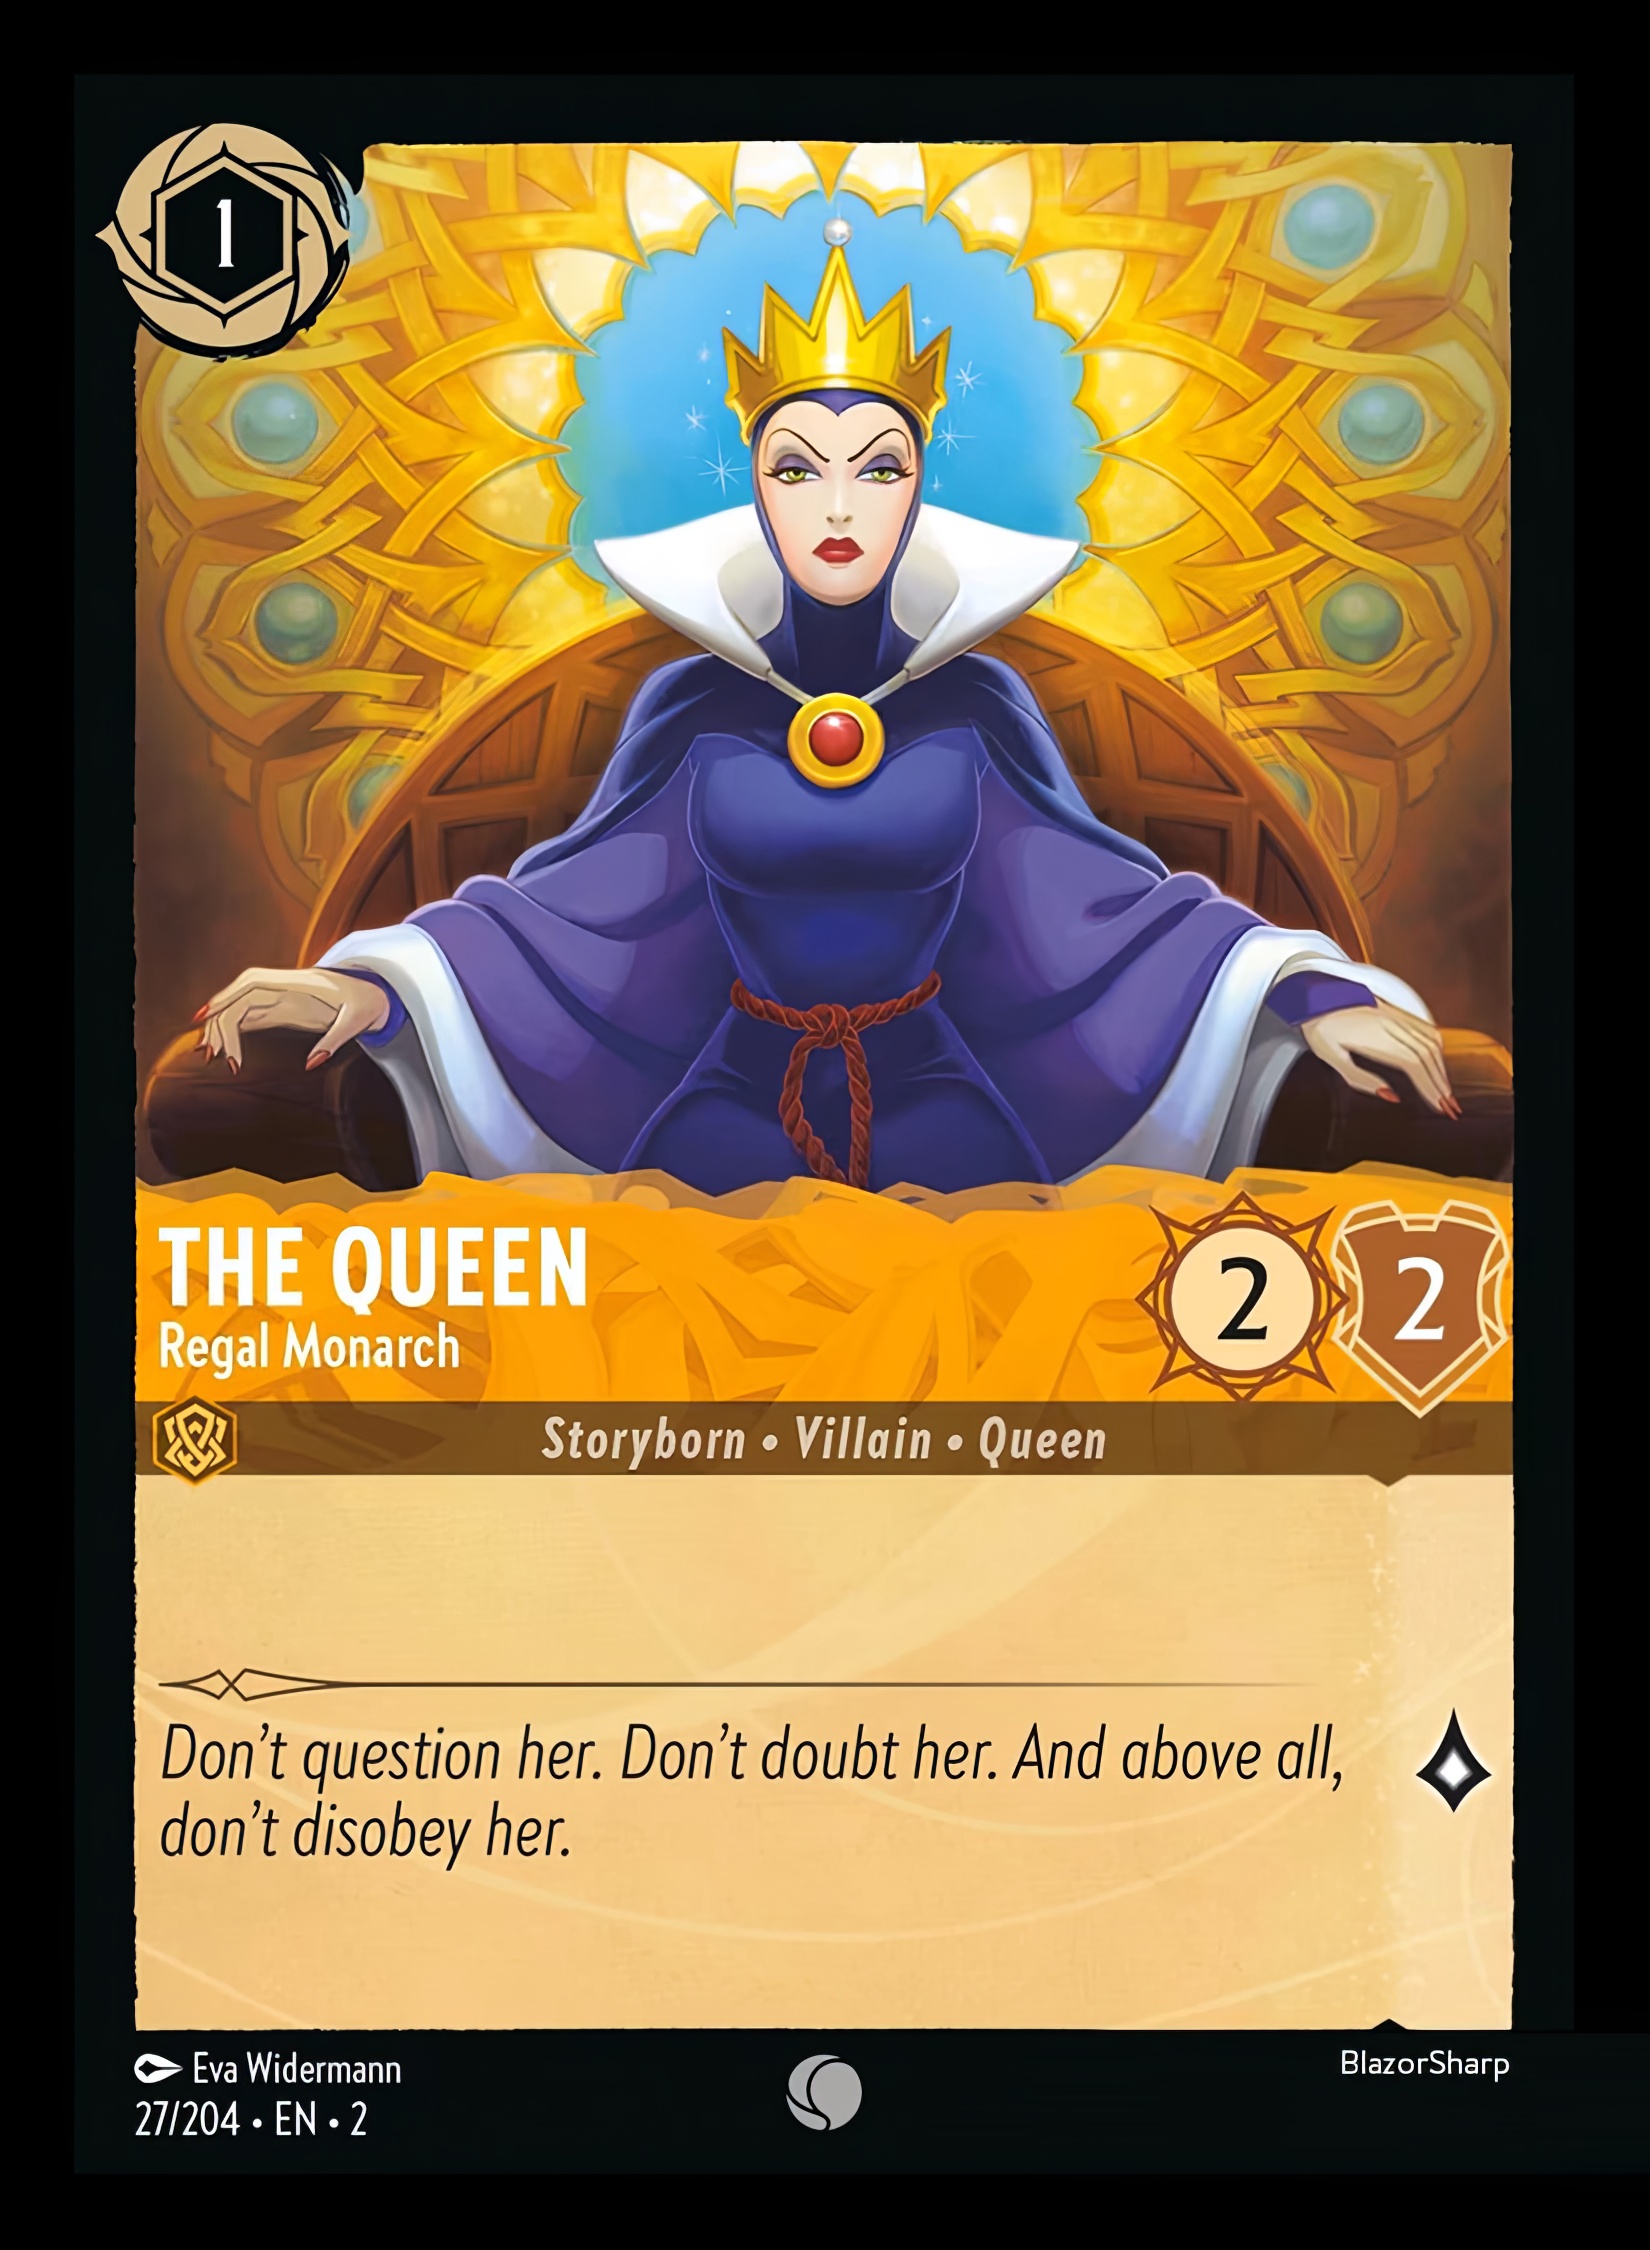 1
THE QUEEN
Regal Monarch
2 2
Storyborn • Villain • Queen
Don't question her. Don't doubt her. And above all,
don't disobey her.
Eva Widermann
27/204 • EN • 2
BlazorSharp